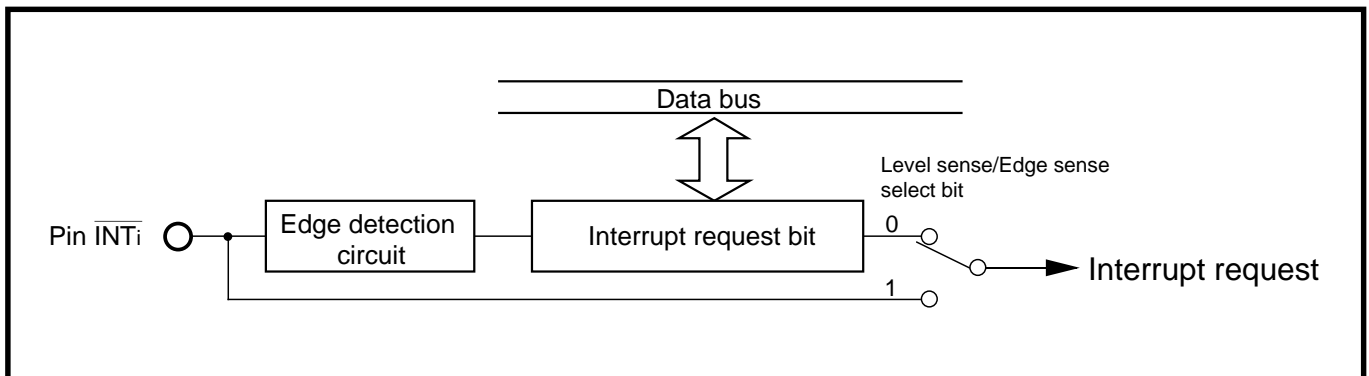 Data bus
Level sense/Edge sense
select bit
Pin INTi
Edge detection
circuit
Interrupt request bit
0
Interrupt request
1